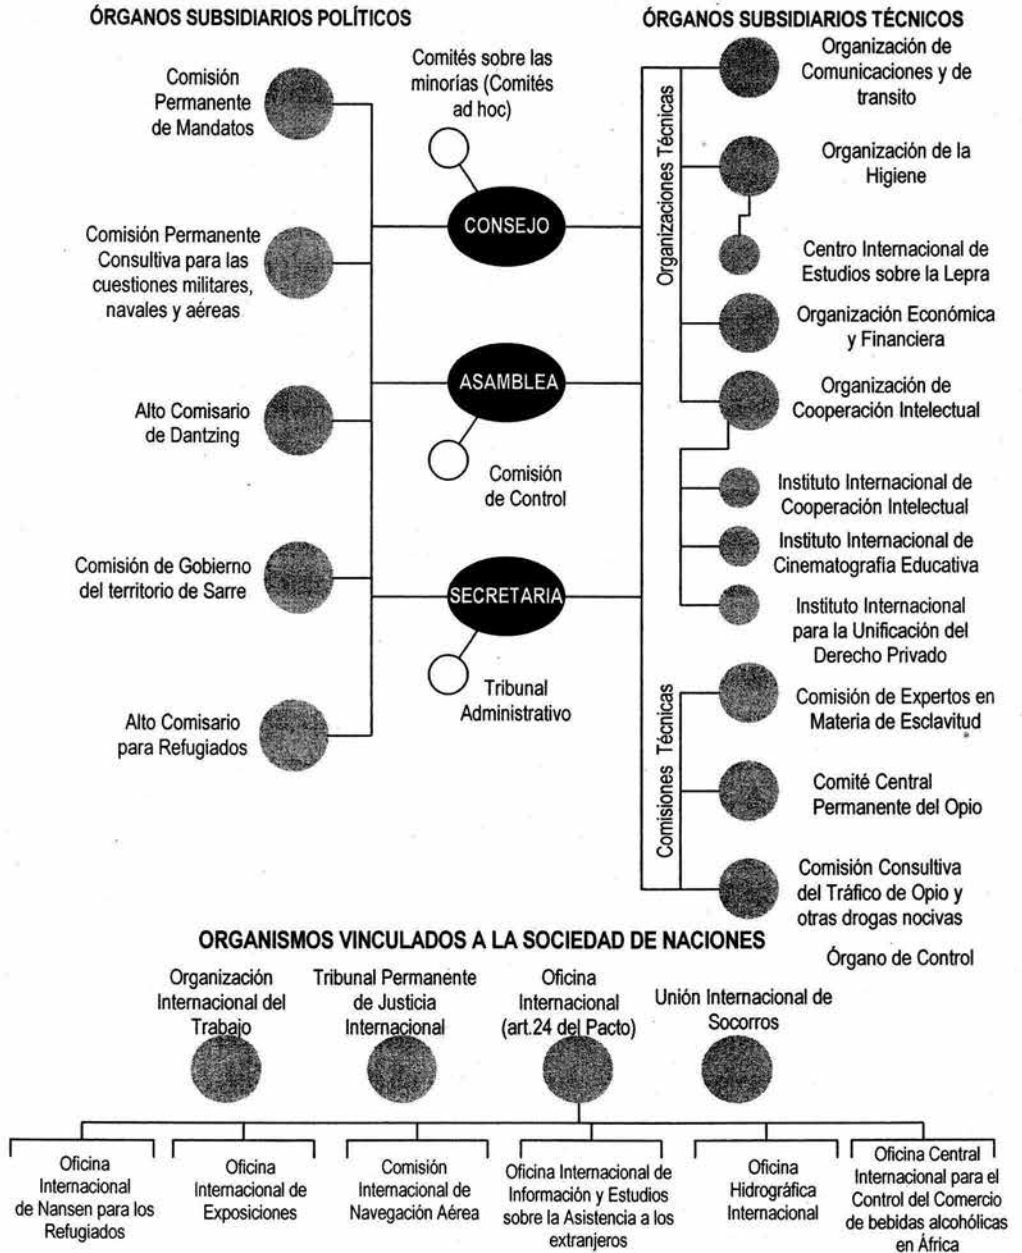 ÓRGANOS SUBSIDIARIOS POLÍTICOS
Comisión
Permanente
de Mandatos
Comisión Permanente
Consultiva para las
cuestiones militares,
navales y aéreas
Alto Comisario
de Dantzing
Comisión de Gobierno
del territorio de Sarre
Alto Comisario
para Refugiados
Comités sobre las
minorías (Comités
ad hoc)
CONSEJO
ASAMBLEA
Comisión
de Control
SECRETARIA
Tribunal
Administrativo
ÓRGANOS SUBSIDIARIOS TÉCNICOS
Organizaciones Técnicas
Organización de
Comunicaciones y de
transito
Organización de la
Higiene
Centro Internacional de
Estudios sobre la Lepra
Organización Económica
y Financiera
Organización de
Cooperación Intelectual
Instituto Internacional de
Cooperación Intelectual
Instituto Internacional de
Cinematografía Educativa
Instituto Internacional
para la Unificación del
Derecho Privado
Comisiones Técnicas
Comisión de Expertos en
Materia de Esclavitud
Comité Central
Permanente del Opio
Comisión Consultiva
del Tráfico de Opio y
otras drogas nocivas
Órgano de Control
ORGANISMOS VINCULADOS A LA SOCIEDAD DE NACIONES
Organización
Internacional del
Trabajo
Tribunal Permanente
de Justicia
Internacional
Oficina
Internacional
(art.24 del Pacto)
Unión Internacional de
Socorros
Oficina
Internacional
de Nansen para los
Refugiados
Oficina
Internacional de
Exposiciones
Comisión
Internacional de
Navegación Aérea
Oficina Internacional de
Información y Estudios
sobre la Asistencia a los
extranjeros
Oficina
Hidrográfica
Internacional
Oficina Central
Internacional para el
Control del Comercio
de bebidas alcohólicas
en África